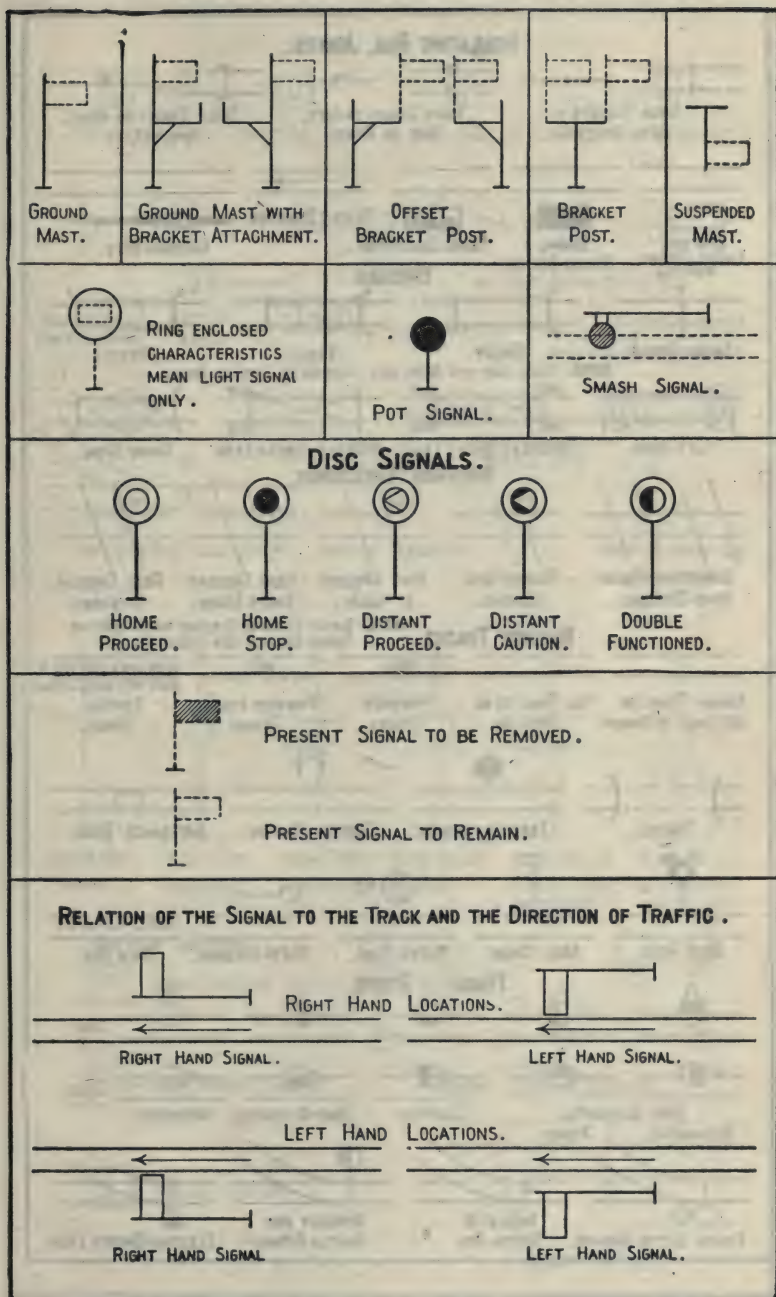 GROUND
MAST.
GROUND MAST WITH
BRACKET ATTACHMENT.
OFFSET
BRACKET POST.
BRACKET
POST.
SUSPENDED
MAST.
RING ENCLOSED
CHARACTERISTICS
MEAN LIGHT SIGNAL
ONLY.
POT SIGNAL.
SMASH SIGNAL.
DISC SIGNALS.
HOME
PROCEED.
HOME
STOP.
DISTANT
PROCEED.
DISTANT
CAUTION.
DOUBLE
FUNCTIONED.
PRESENT SIGNAL TO BE REMOVED.
PRESENT SIGNAL TO REMAIN.
RELATION OF THE SIGNAL TO THE TRACK AND THE DIRECTION OF TRAFFIC.
RIGHT HAND LOCATIONS.
RIGHT HAND SIGNAL.
LEFT HAND SIGNAL.
LEFT HAND LOCATIONS.
RIGHT HAND SIGNAL
LEFT HAND SIGNAL.